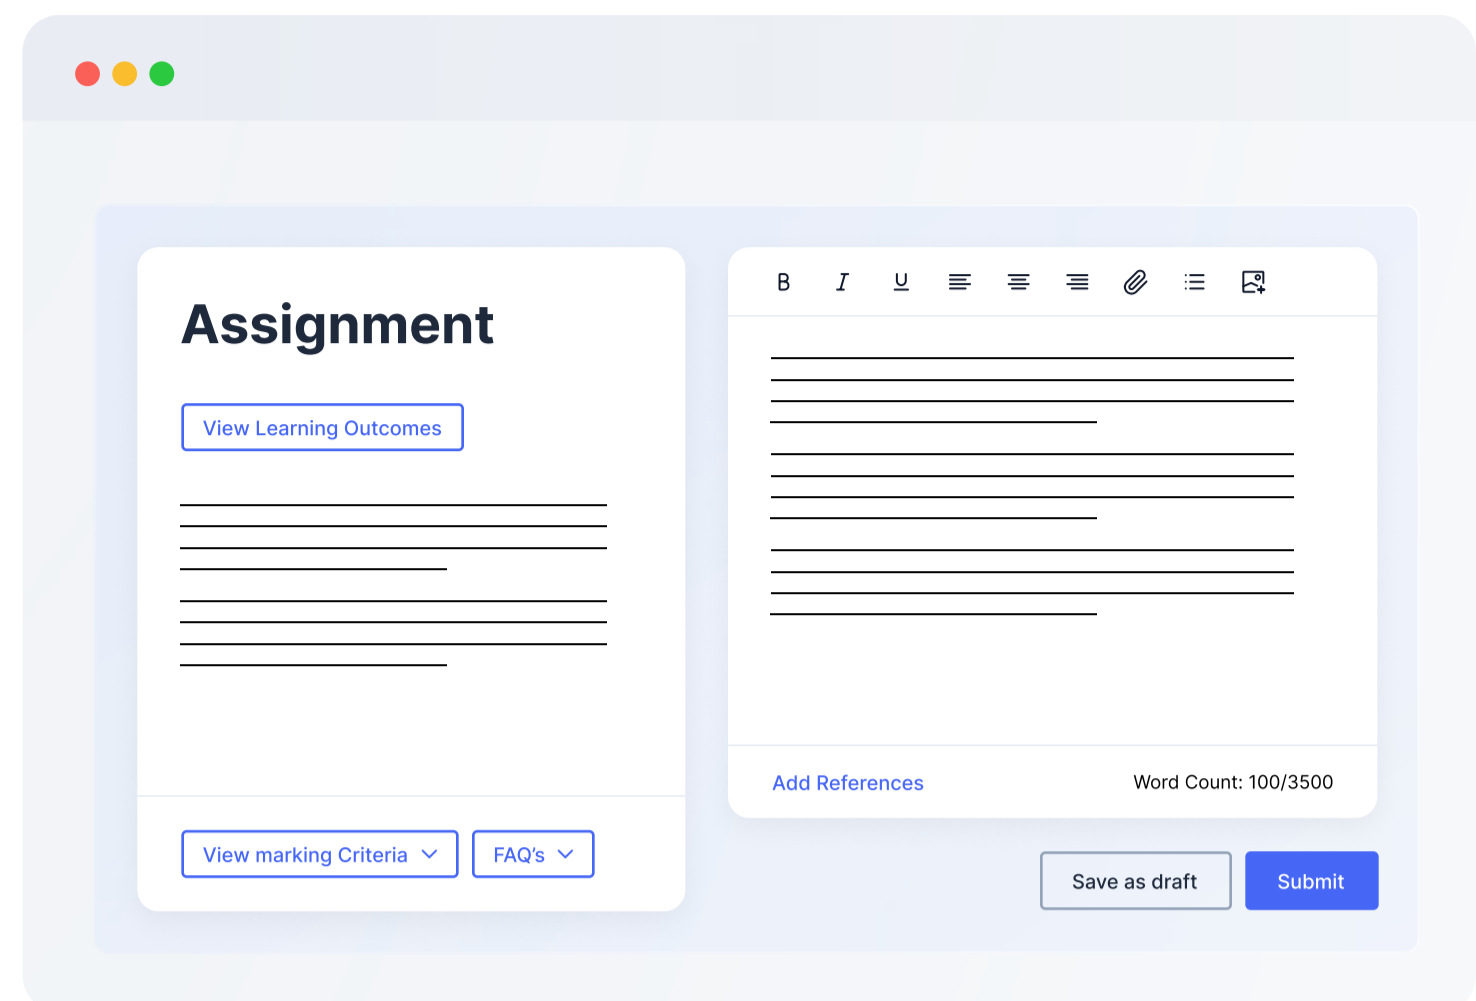 Assignment
View Learning Outcomes
View marking Criteria
FAQ’s
B I U
Add References
Word Count: 100/3500
Save as draft
Submit